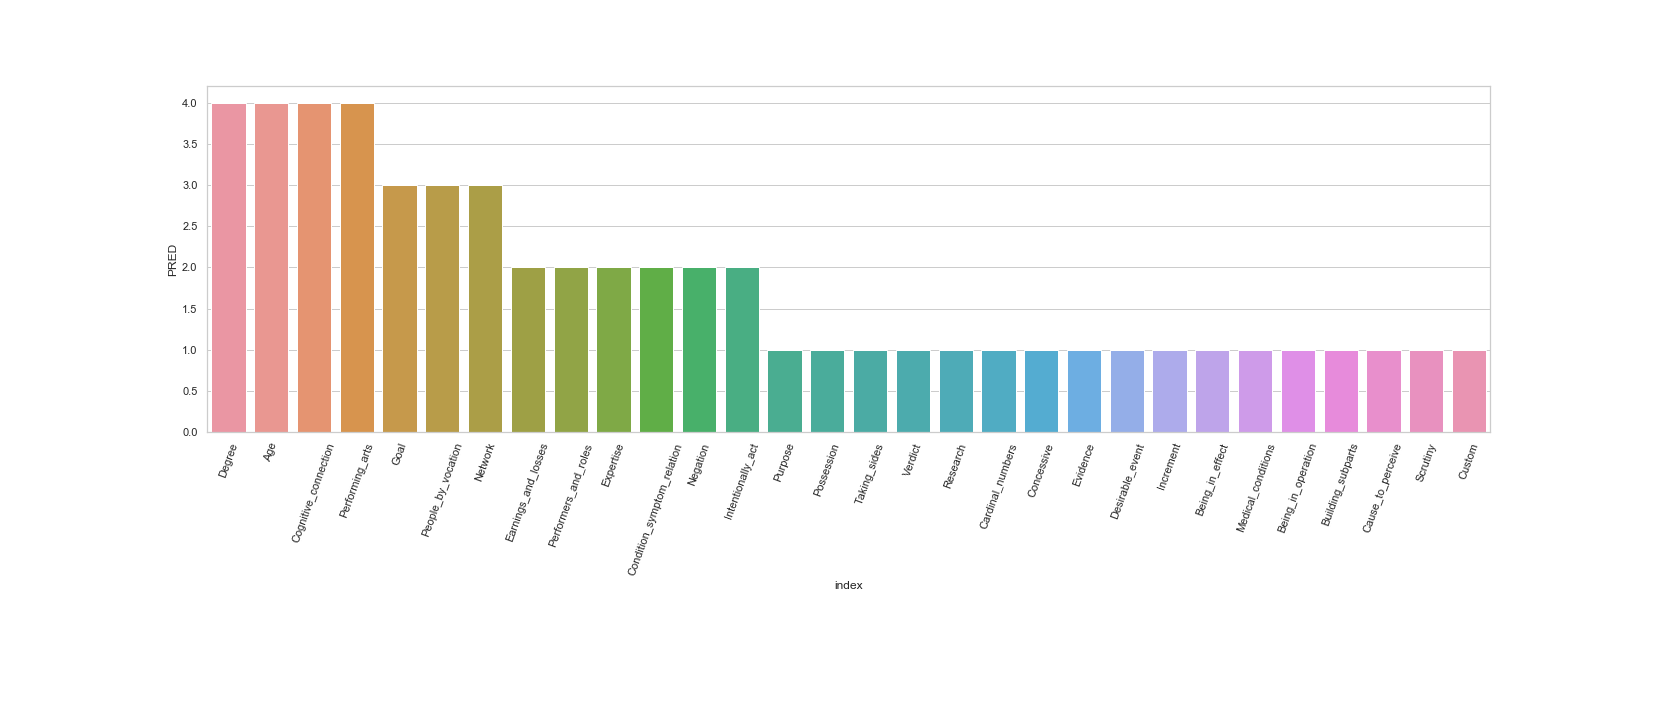 4.0
3.5
3.0
2.5
2.0
1.5
1.0
0.5
0.0
PRED
Degree
Age
Cognitive_connection
Performing_arts
Goal
People_by_vocation
Network
Earnings_and_losses
Performers_and_roles
Expertise
Condition_symptom_relation
Negation
Intentionally_act
Purpose
Possession
Taking_sides
Verdict
Research
Cardinal_numbers
Concessive
Evidence
Desirable_event
Increment
Being_in_effect
Medical_conditions
Being_in_operation
Building_subparts
Cause_to_perceive
Scrutiny
Custom
index